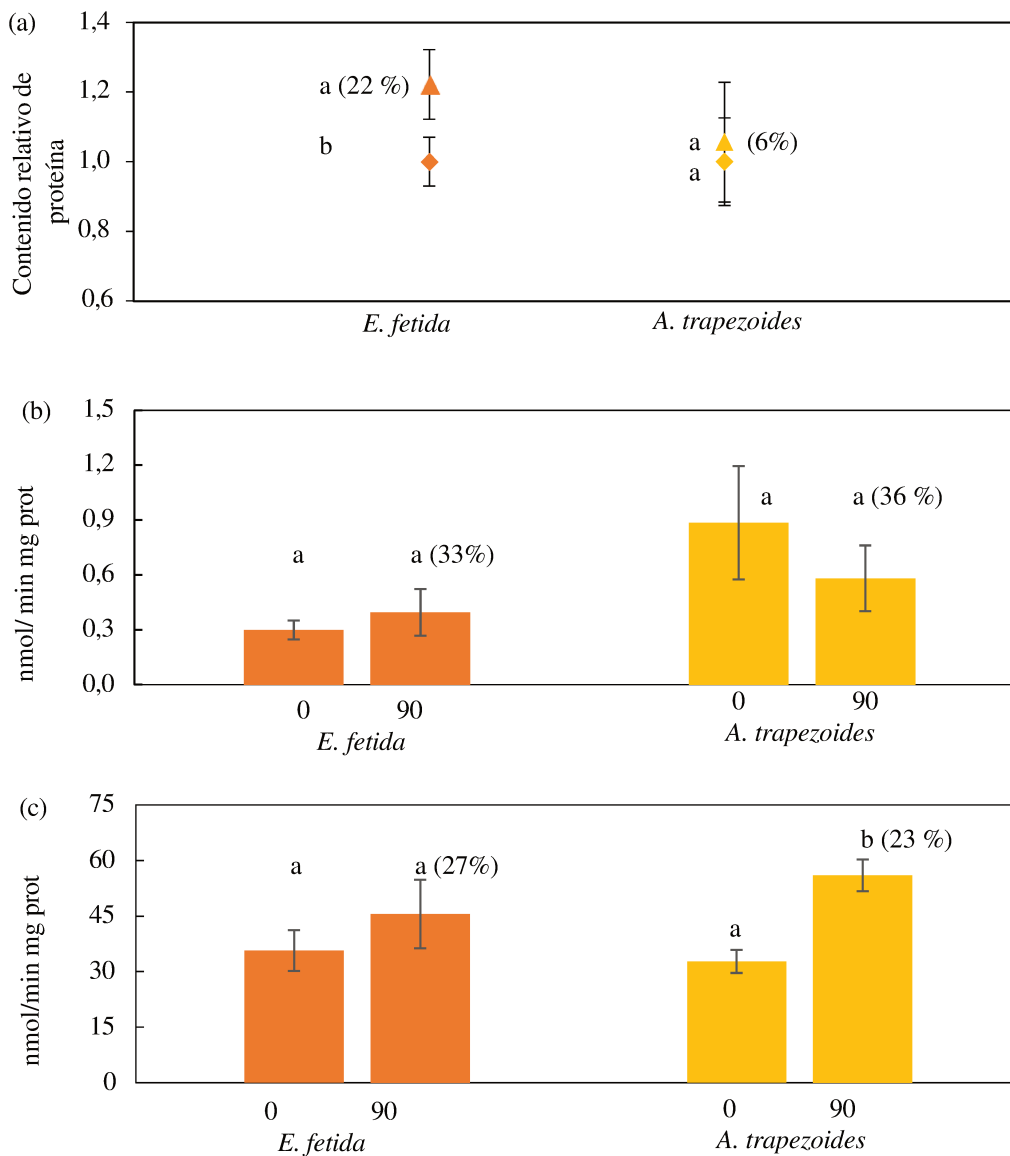 (a)
Contenido relativo de
proteína
1,4
1,2
1,0
0,8
0,6
a (22 %)
b
a
(6%)
a
E. fetida
A. trapezoides
(b)
nmol/ min mg prot
1,5
1,2
0,9
0,6
0,3
0,0
a
a (33%)
a
a (36 %)
0
90
0
90
E. fetida
A. trapezoides
(c)
nmol/min mg prot
75
60
45
30
15
0
a
a (27%)
a
b (23 %)
0
90
0
90
E. fetida
A. trapezoides